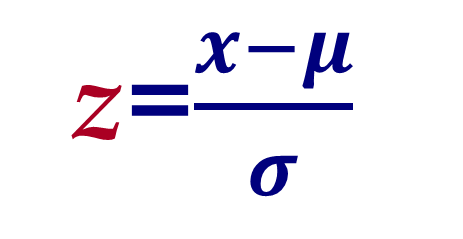 z = x − μ
σ